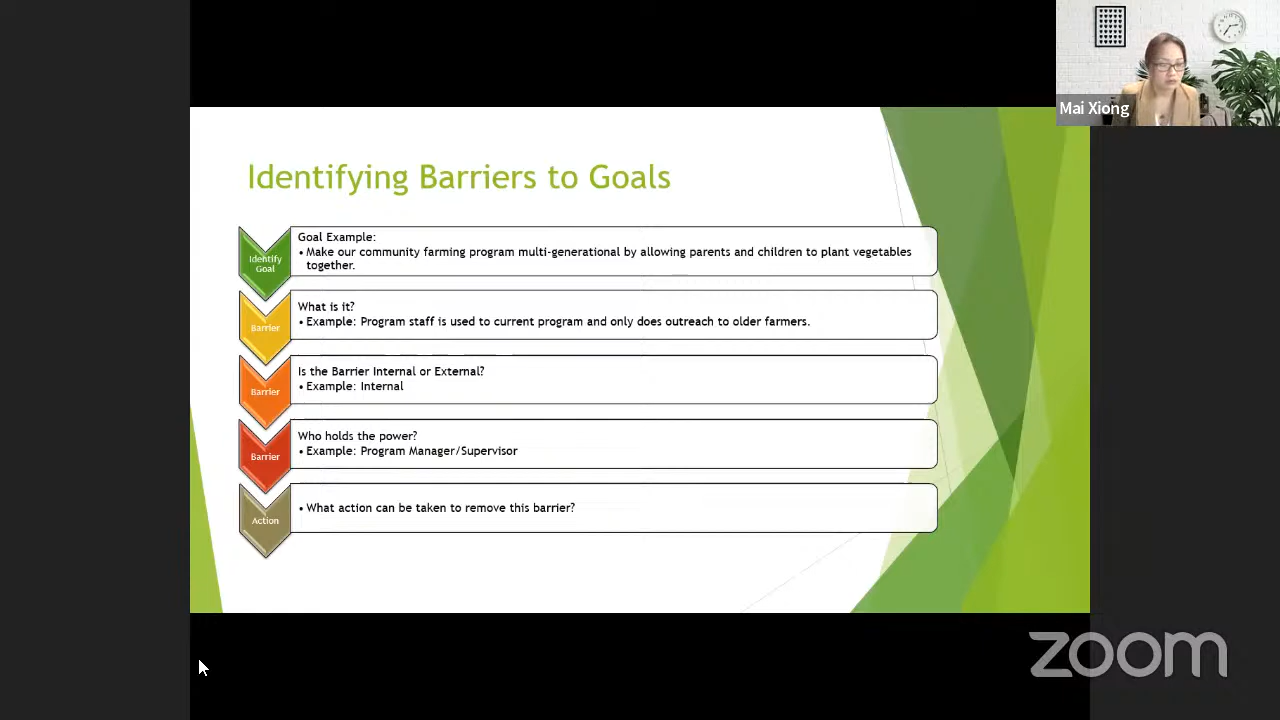 Mai Xiong
Identifying Barriers to Goals
Identify
Goal
Goal Example:
• Make our community farming program multi-generational by allowing parents and children to plant vegetables
together.
Barrier
What is it?
• Example: Program staff is used to current program and only does outreach to older farmers.
Barrier
Is the Barrier Internal or External?
• Example: Internal
Barrier
Who holds the power?
• Example: Program Manager/Supervisor
Action
• What action can be taken to remove this barrier?
zoom